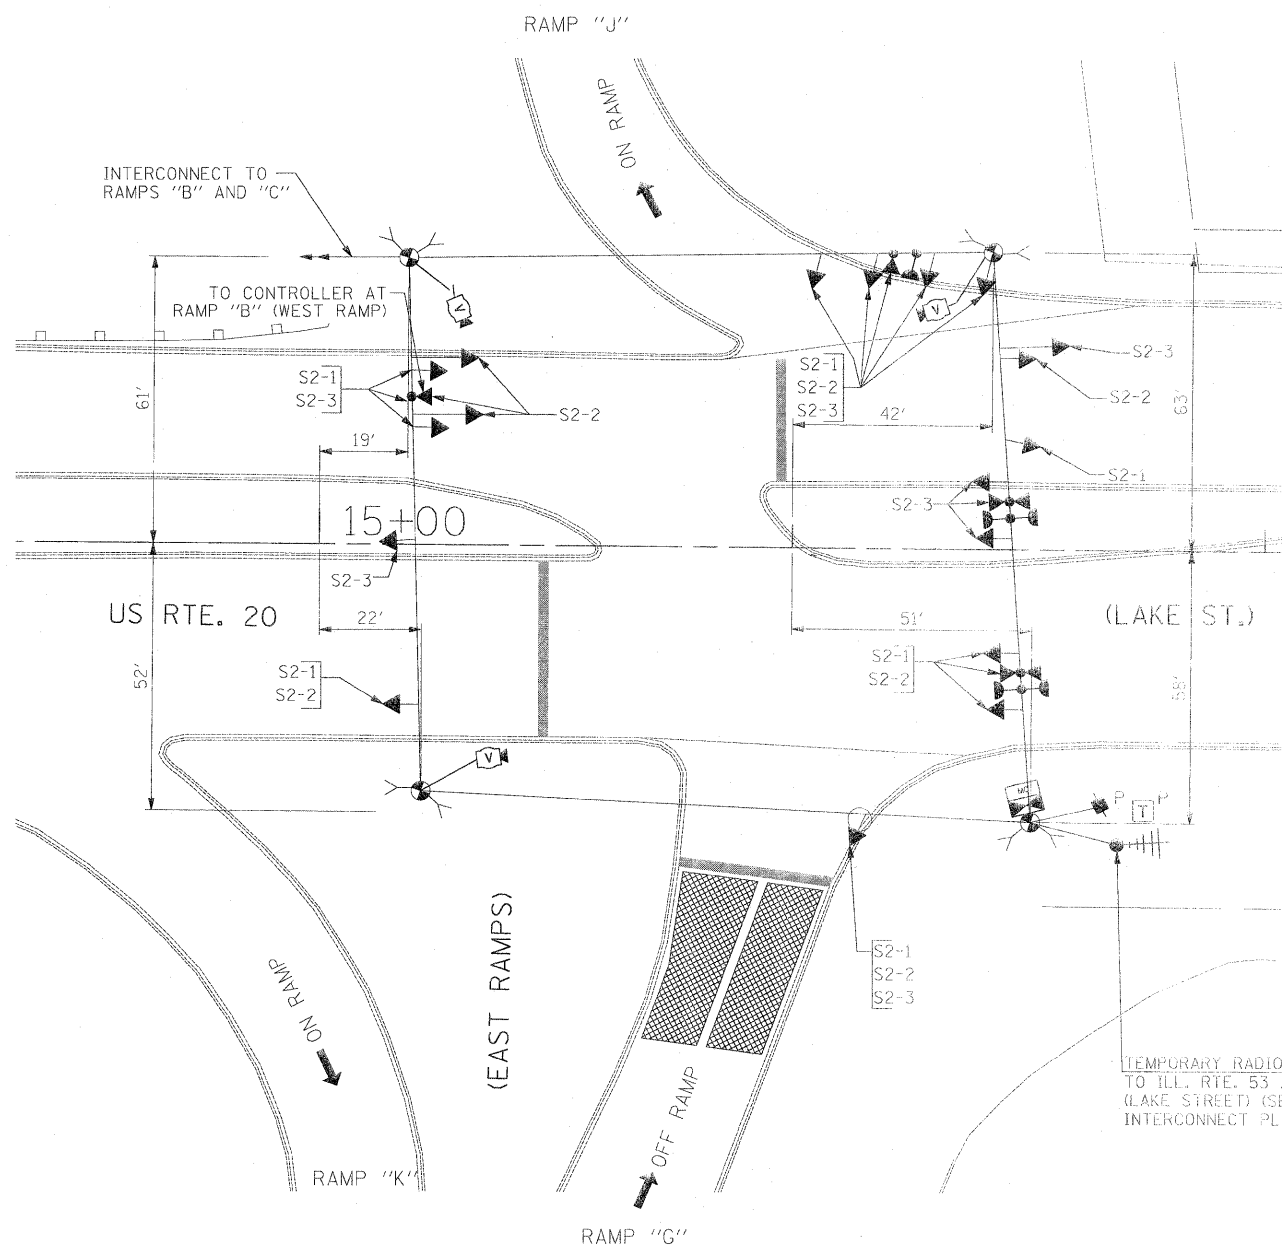 RAMP "J"
ON RAMP
INTERCONNECT TO
RAMPS "B" AND "C"
TO CONTROLLER AT
RAMP "B" (WEST RAMP)
V
V
S2-1
S2-3
S2-2
S2-1
S2-2
S2-3
S2-3
S2-2
S2-1
61'
19'
42'
63'
S2-3
15+00
S2-3
US RTE. 20
(LAKE ST.)
22'
51'
52'
S2-1
S2-2
S2-1
S2-2
58'
V
MC
P
T
P
(EAST RAMPS)
S2-1
S2-2
S2-3
ON RAMP
OFF RAMP
TEMPORARY RADIO
TO ILL. RTE. 53
(LAKE STREET) (SE
INTERCONNECT PL
RAMP "K"
RAMP "G"